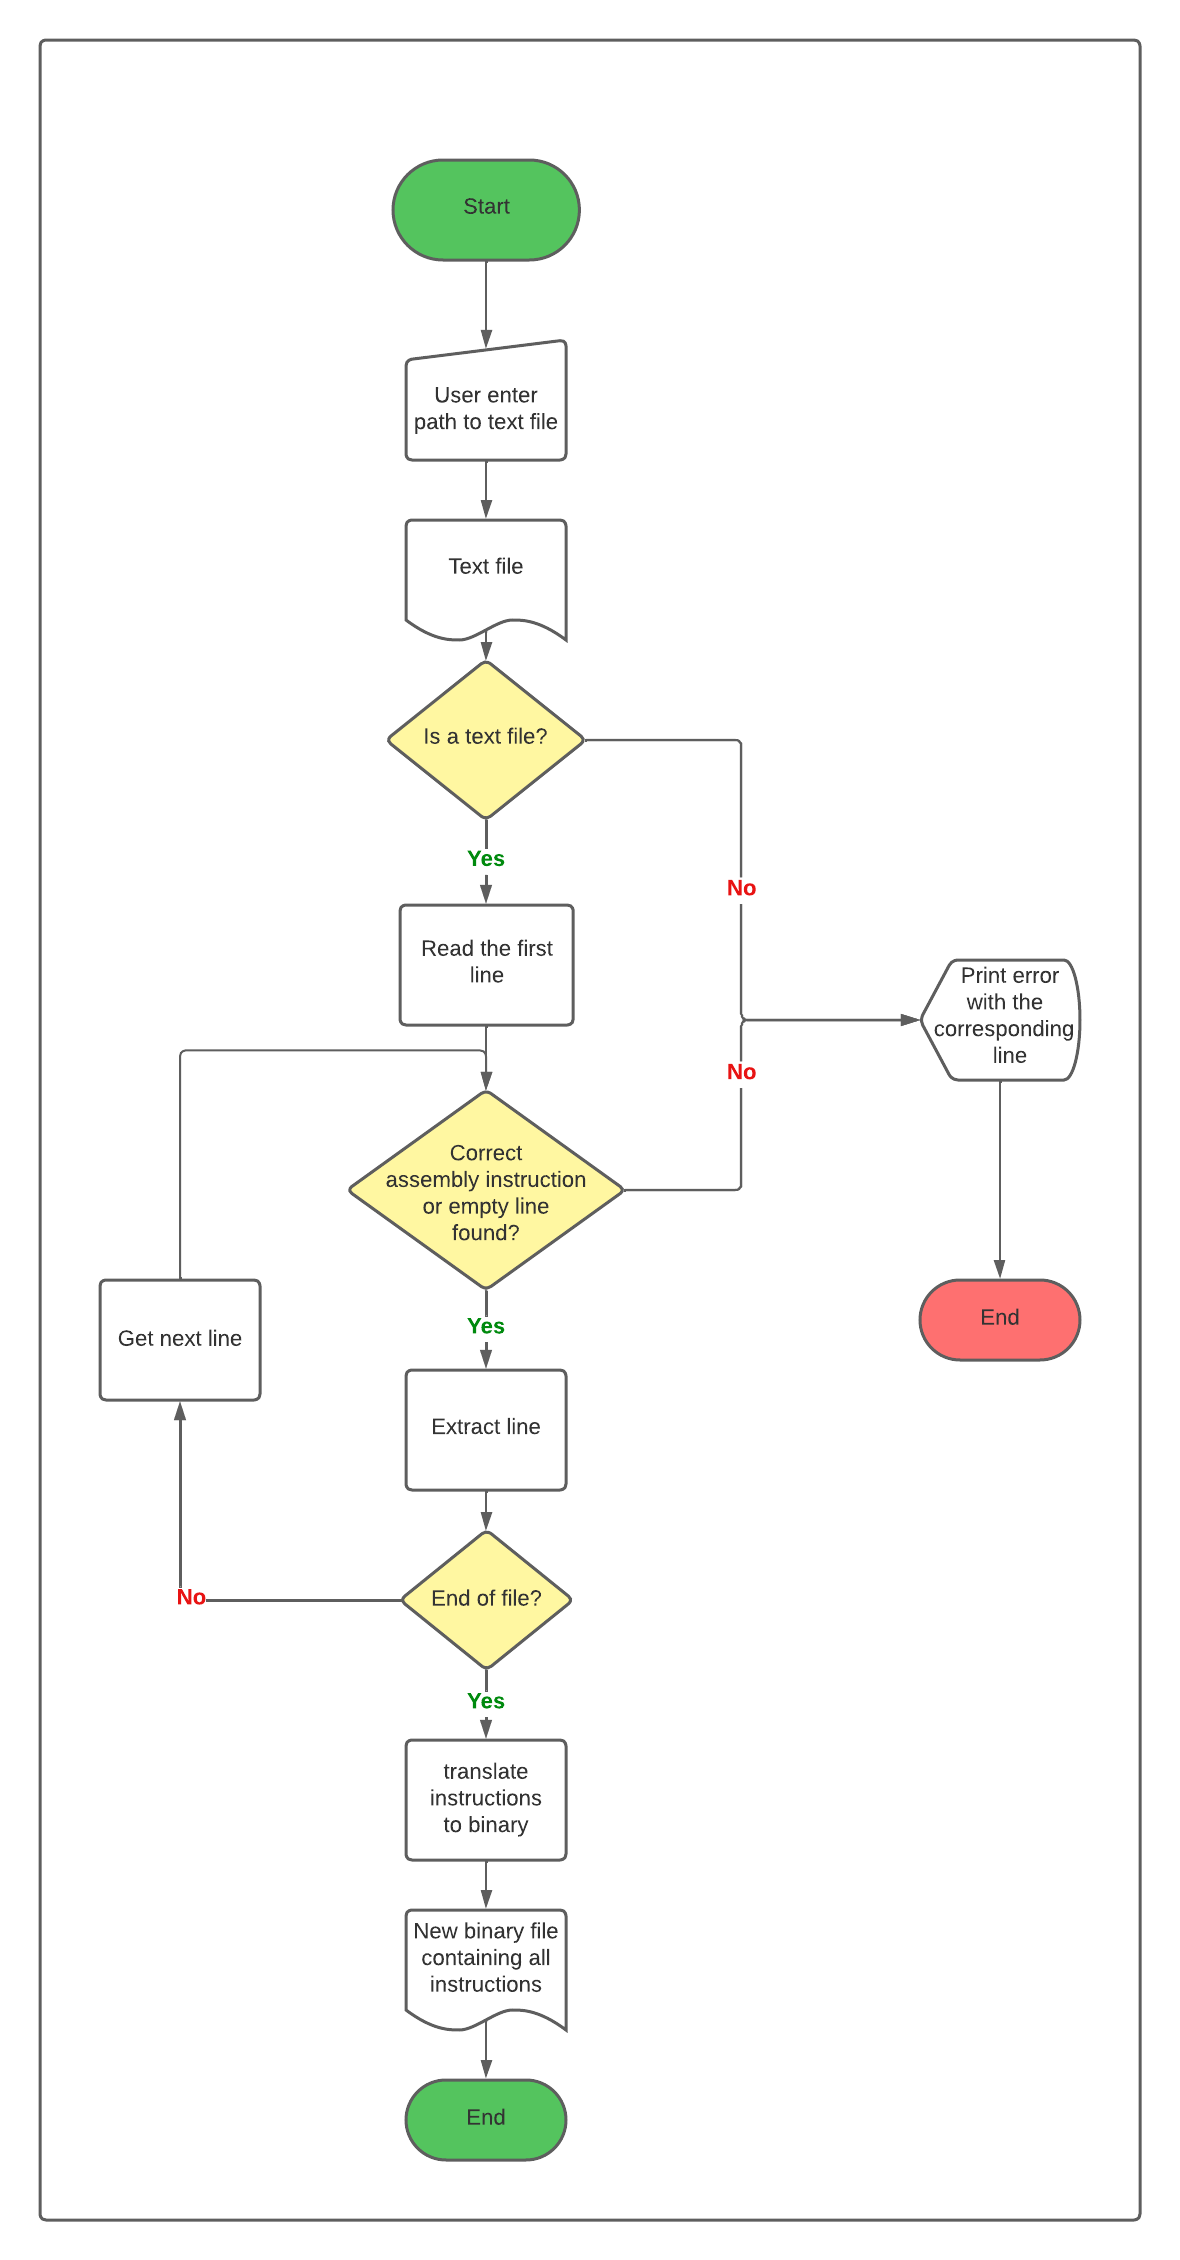 Start
User enter
path to text file
Text file
Is a text file?
Yes
No
Read the first
line
Print error
with the
corresponding
line
No
Correct
assembly instruction
or empty line
found?
Yes
End
Get next line
Extract line
End of file?
No
Yes
translate
instructions
to binary
New binary file
containing all
instructions
End